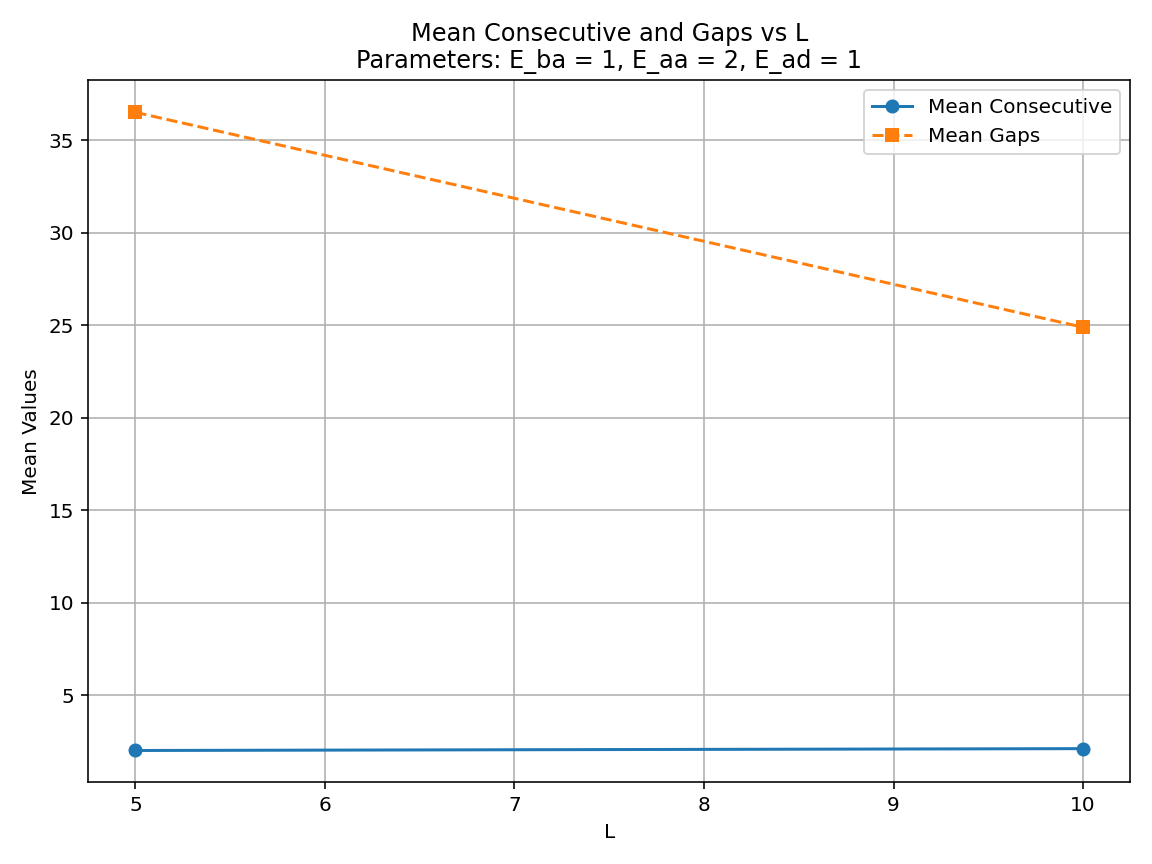 Mean Consecutive and Gaps vs L
Parameters: E_ba = 1, E_aa = 2, E_ad = 1
Mean Consecutive
Mean Gaps
Mean Values
35
30
25
20
15
10
5
5
6
7
8
9
10
L